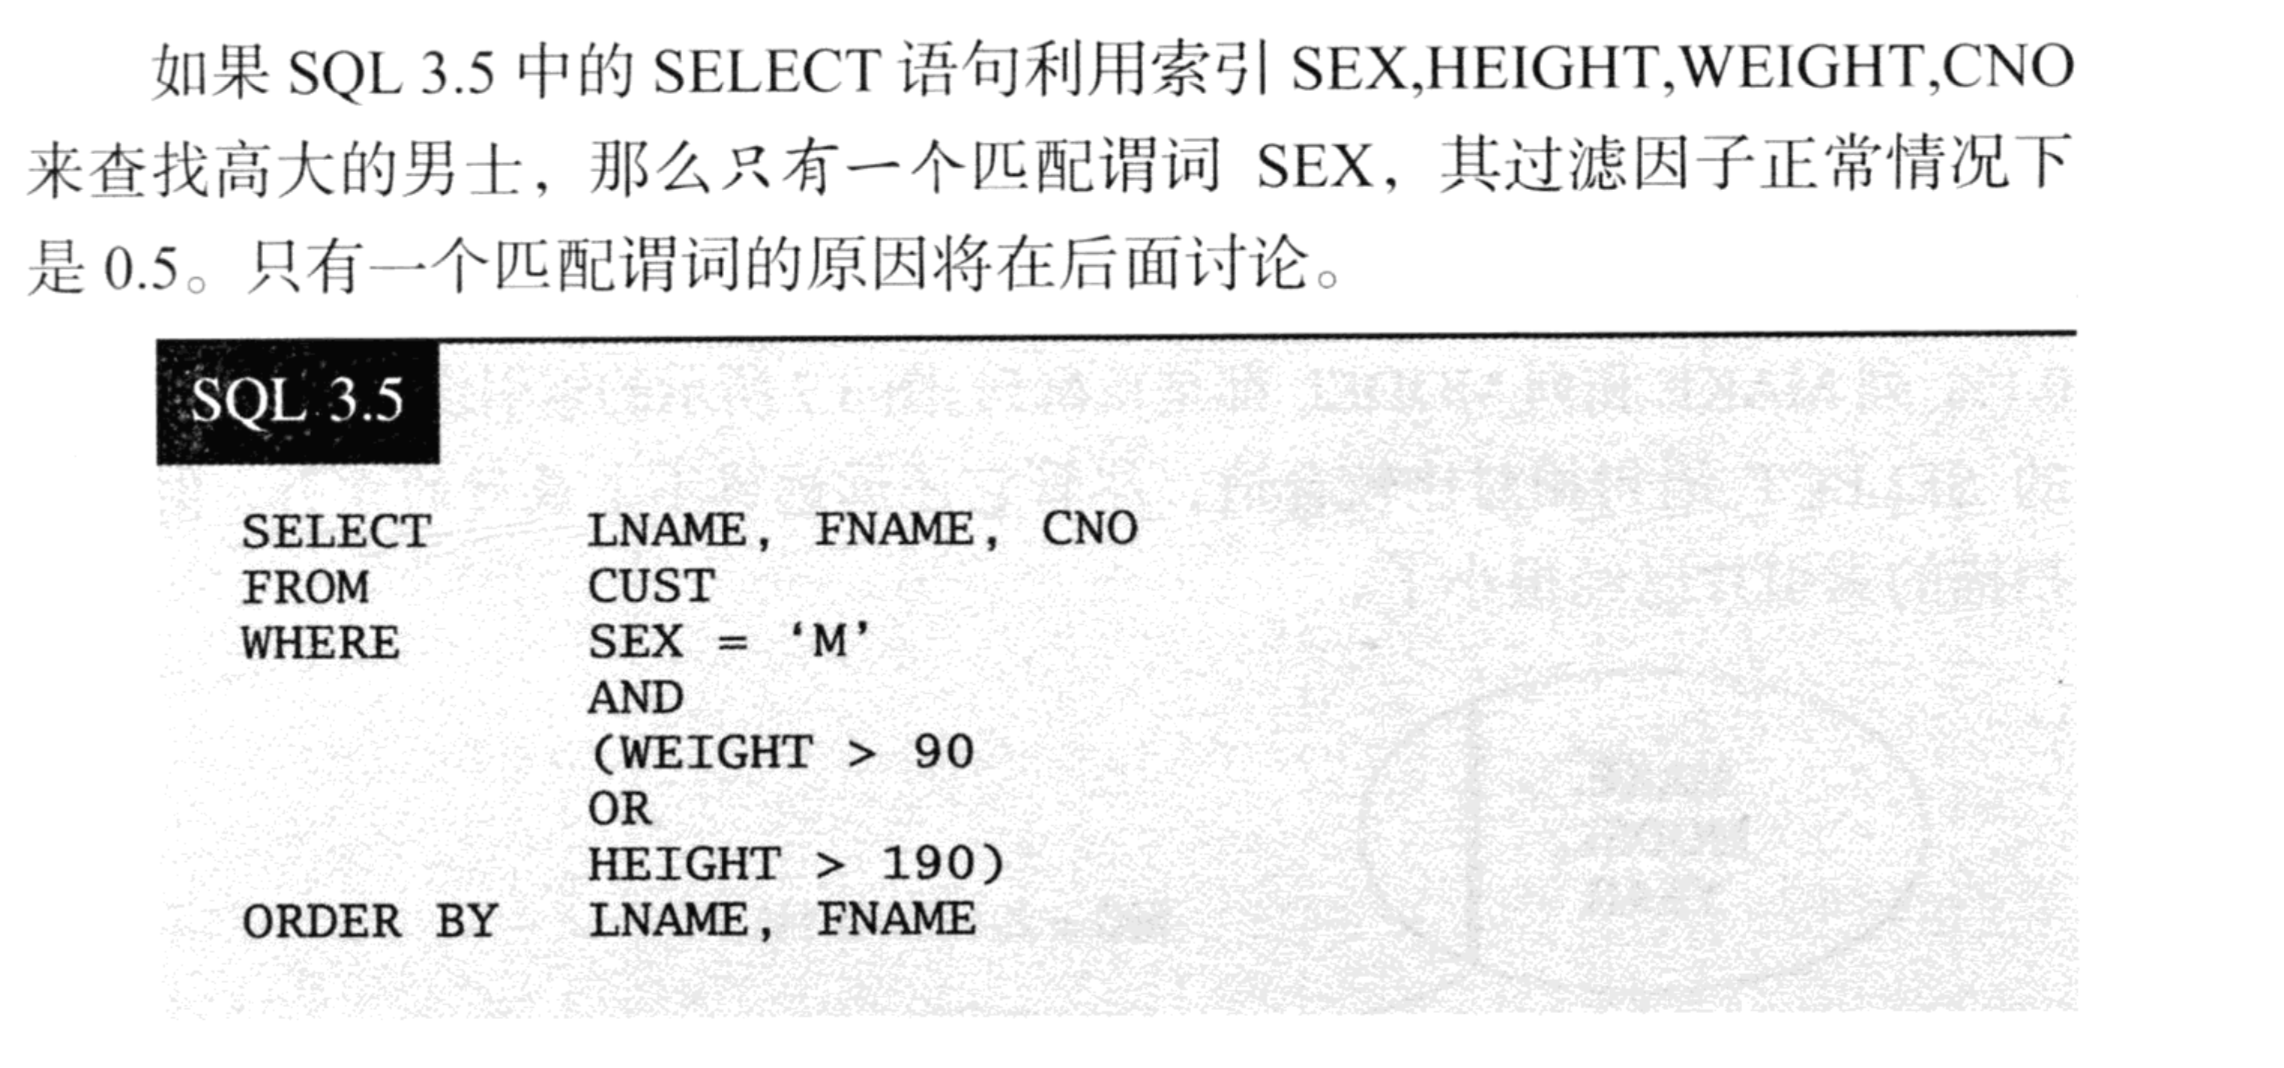 如果 SQL 3.5 中的 SELECT 语句利用索引 SEX,HEIGHT,WEIGHT,CNO
来查找高大的男士，那么只有一个匹配谓词 SEX，其过滤因子正常情况下
是 0.5。只有一个匹配谓词的原因将在后面讨论。
SQL 3.5
SELECT LNAME, FNAME, CNO
FROM CUST
WHERE SEX = ‘M’
AND
(WEIGHT > 90
OR
HEIGHT > 190)
ORDER BY LNAME, FNAME